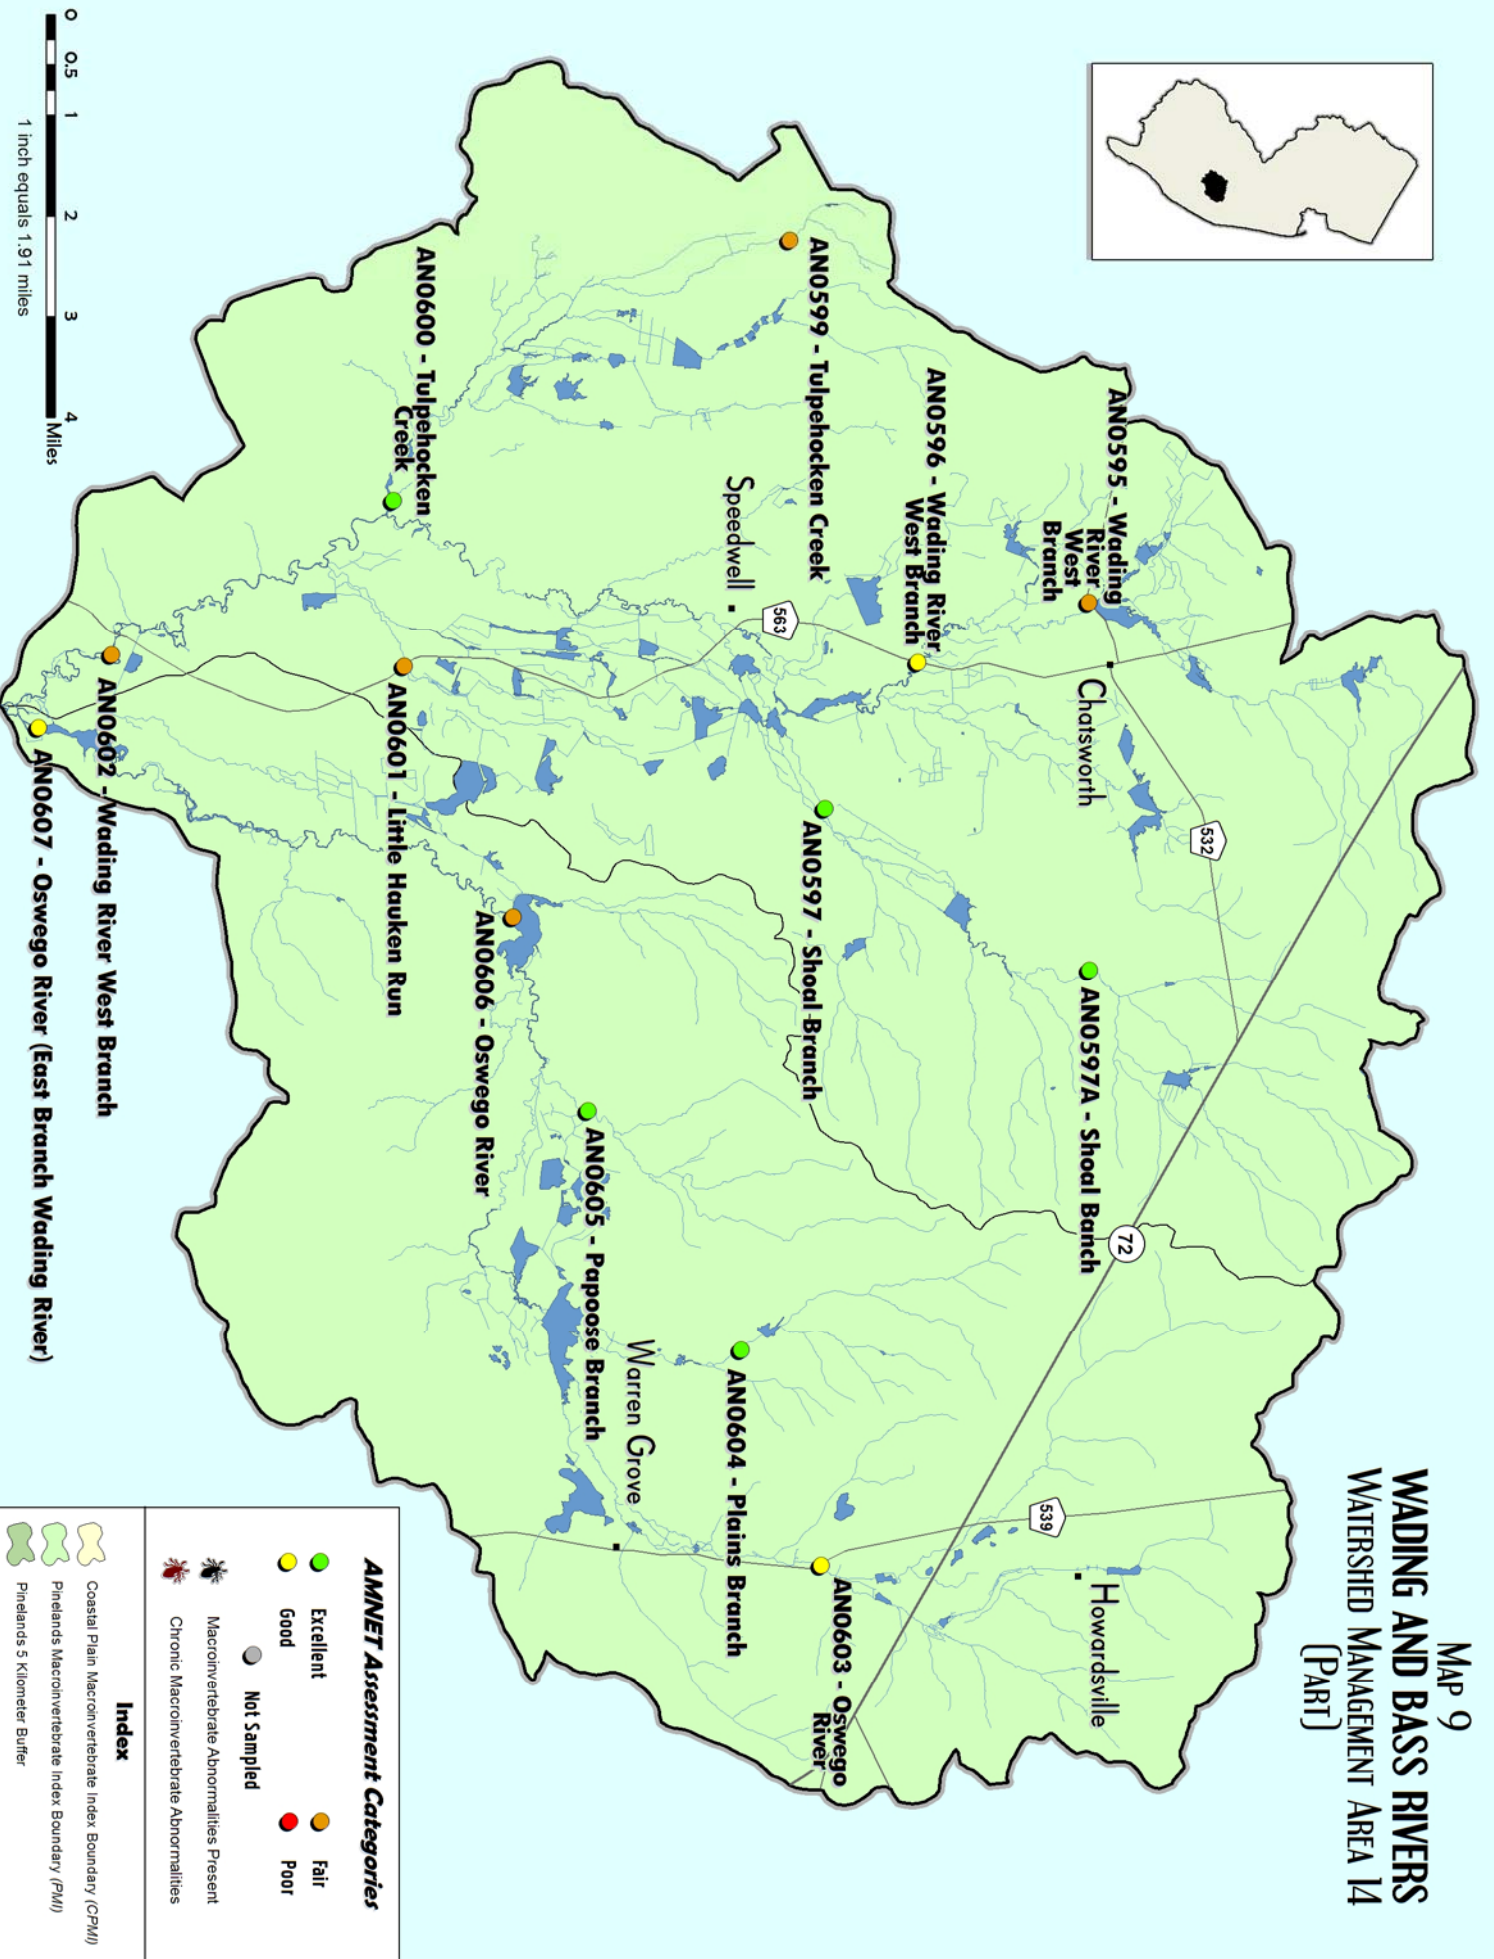 MAP 9
WADING AND BASS RIVERS
WATERSHED MANAGEMENT AREA 14
(PART)
AN0595 - Wading
River
West
Branch
532
72
539
Howardsville
Chatsworth
AN0597A - Shoal Banch
AN0596 - Wading River
West Branch
AN0599 - Tulpehocken Creek
563
Speedwell
AN0597 - Shoal Branch
AN0603 - Oswego
River
AN0604 - Plains Branch
Warren Grove
AN0605 - Papoose Branch
AN0606 - Oswego River
AN0600 - Tulpehocken
Creek
AN0601 - Little Hauken Run
AN0602 - Wading River West Branch
AN0607 - Oswego River (East Branch Wading River)
0 0.5 1 2 3 4
Miles
1 inch equals 1.91 miles
AMNET Assessment Categories
Excellent Fair
Good Poor
Not Sampled
Macroinvertebrate Abnormalities Present
Chronic Macroinvertebrate Abnormalities
Index
Coastal Plain Macroinvertebrate Index Boundary (CPMI)
Pinelands Macroinvertebrate Index Boundary (PMI)
Pinelands 5 Kilometer Buffer